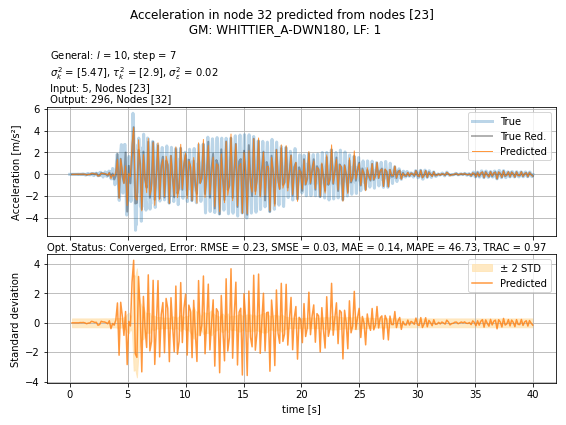 Acceleration in node 32 predicted from nodes [23]
GM: WHITTIER_A-DWN180, LF: 1
General: l = 10, step = 7
σ²ₖ = [5.47], τ²ₖ = [2.9], σ²ε = 0.02
Input: 5, Nodes [23]
Output: 296, Nodes [32]
6
4
2
0
−2
−4
Acceleration [m/s²]
True
True Red.
Predicted
Opt. Status: Converged, Error: RMSE = 0.23, SMSE = 0.03, MAE = 0.14, MAPE = 46.73, TRAC = 0.97
4
2
0
−2
−4
Standard deviation
± 2 STD
Predicted
0 5 10 15 20 25 30 35 40
time [s]